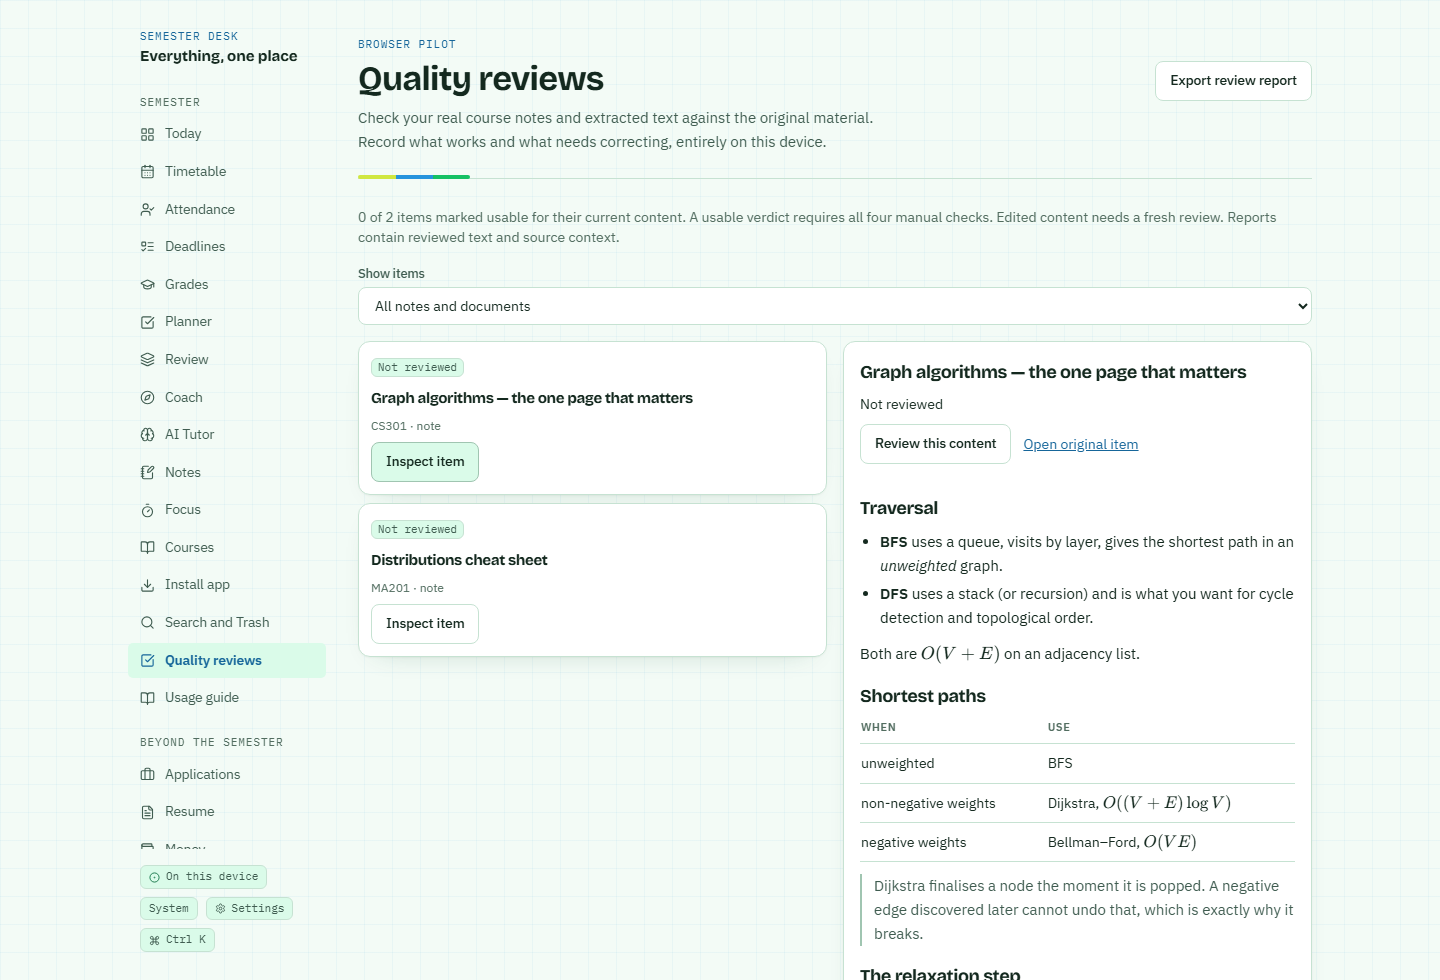 SEMESTER DESK
Everything, one place
SEMESTER
Today
Timetable
Attendance
Deadlines
Grades
Planner
Review
Coach
AI Tutor
Notes
Focus
Courses
Install app
Search and Trash
Quality reviews
Usage guide
BEYOND THE SEMESTER
Applications
Resume
Money
On this device
System
Settings
⌘ Ctrl K
BROWSER PILOT
Quality reviews
Export review report
Check your real course notes and extracted text against the original material.
Record what works and what needs correcting, entirely on this device.
0 of 2 items marked usable for their current content. A usable verdict requires all four manual checks. Edited content needs a fresh review. Reports
contain reviewed text and source context.
Show items
All notes and documents
Not reviewed
Graph algorithms — the one page that matters
CS301 · note
Inspect item
Not reviewed
Distributions cheat sheet
MA201 · note
Inspect item
Graph algorithms — the one page that matters
Not reviewed
Review this content
Open original item
Traversal
• BFS uses a queue, visits by layer, gives the shortest path in an
unweighted graph.
• DFS uses a stack (or recursion) and is what you want for cycle
detection and topological order.
Both are O(V + E) on an adjacency list.
Shortest paths
WHEN USE
unweighted BFS
non-negative weights Dijkstra, O((V + E) log V)
negative weights Bellman–Ford, O(VE)
Dijkstra finalises a node the moment it is popped. A negative
edge discovered later cannot undo that, which is exactly why it
breaks.
The relaxation step